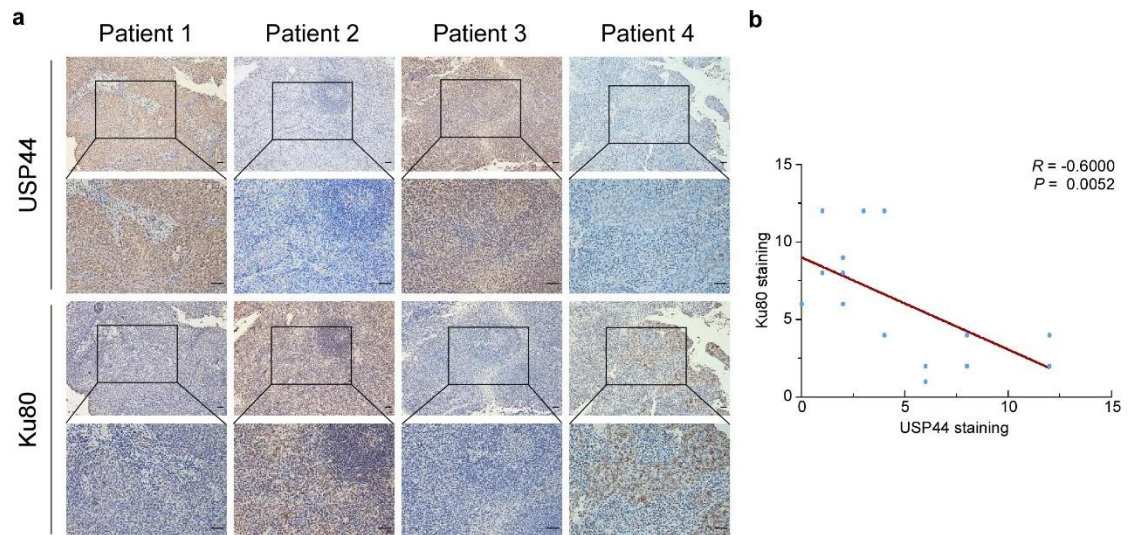 a
Patient 1 Patient 2 Patient 3 Patient 4
USP44
Ku80
b
R = -0.6000
P = 0.0052
15
10
5
0
Ku80 staining
0 5 10 15
USP44 staining